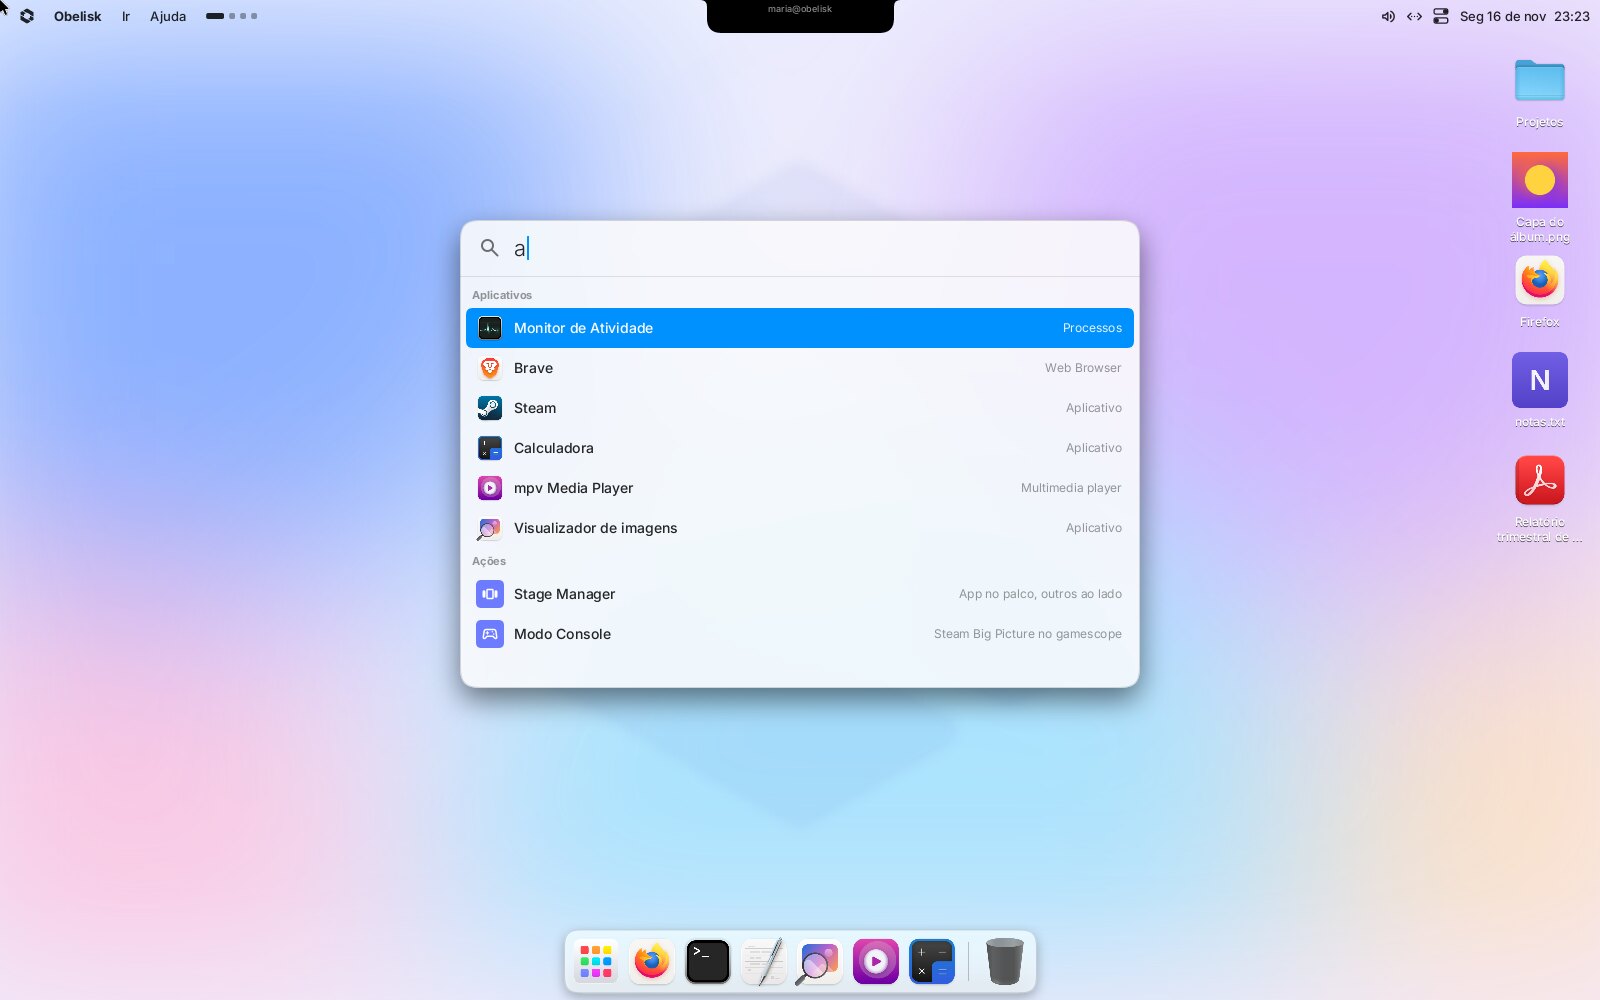 Obelisk Ir Ajuda
maria@obelisk
Seg 16 de nov 23:23
Projetos
Capa do
álbum.png
Firefox
N
notas.txt
Relatório
trimestral de ...
a
Aplicativos
Monitor de Atividade Processos
Brave Web Browser
Steam Aplicativo
Calculadora Aplicativo
mpv Media Player Multimedia player
Visualizador de imagens Aplicativo
Ações
Stage Manager App no palco, outros ao lado
Modo Console Steam Big Picture no gamescope
>_